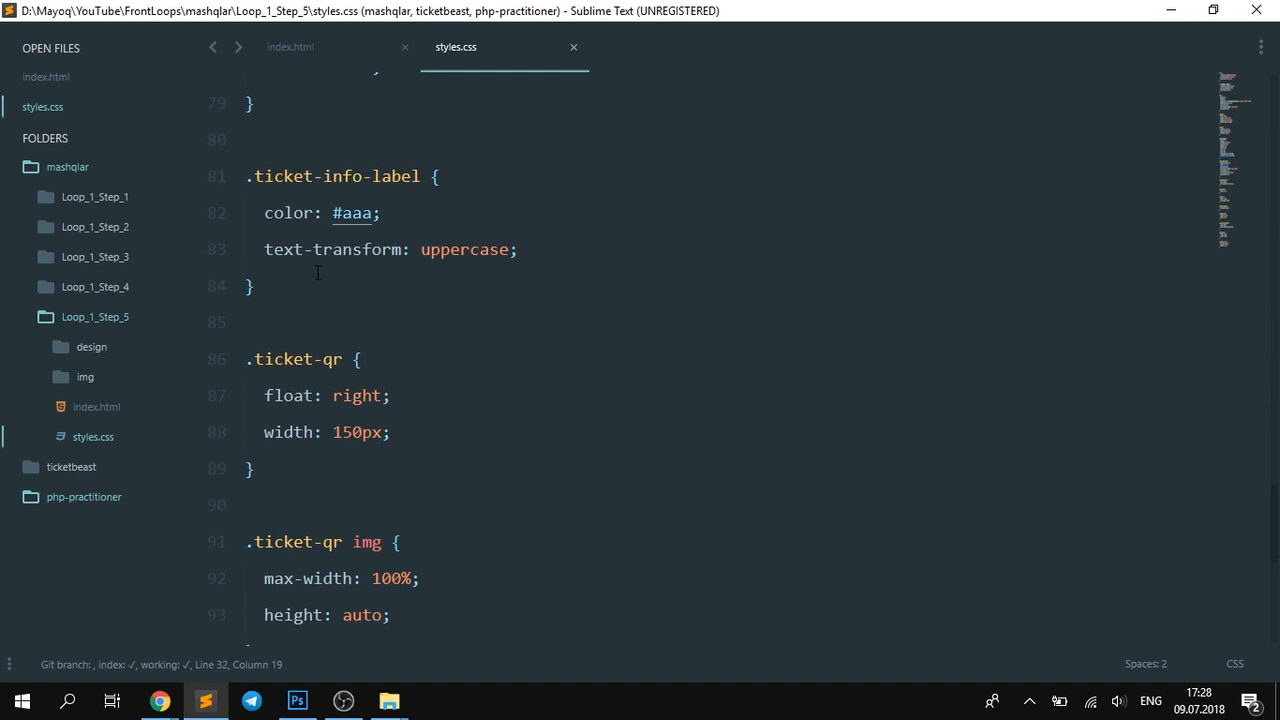 D:\Mayoq\YouTube\FrontLoops\mashqlar\Loop_1_Step_5\styles.css (mashqlar, ticketbeast, php-practitioner) - Sublime Text (UNREGISTERED)
OPEN FILES
index.html
styles.css
FOLDERS
mashqlar
Loop_1_Step_1
Loop_1_Step_2
Loop_1_Step_3
Loop_1_Step_4
Loop_1_Step_5
design
img
index.html
styles.css
ticketbeast
php-practitioner
index.html
styles.css
79 }
80
81 .ticket-info-label {
82 color: #aaa;
83 text-transform: uppercase;
84 }
85
86 .ticket-qr {
87 float: right;
88 width: 150px;
89 }
90
91 .ticket-qr img {
92 max-width: 100%;
93 height: auto;
Git branch: , index: ✓, working: ✓, Line 32, Column 19
Spaces: 2
CSS
Ps
ENG
17:28
09.07.2018
2